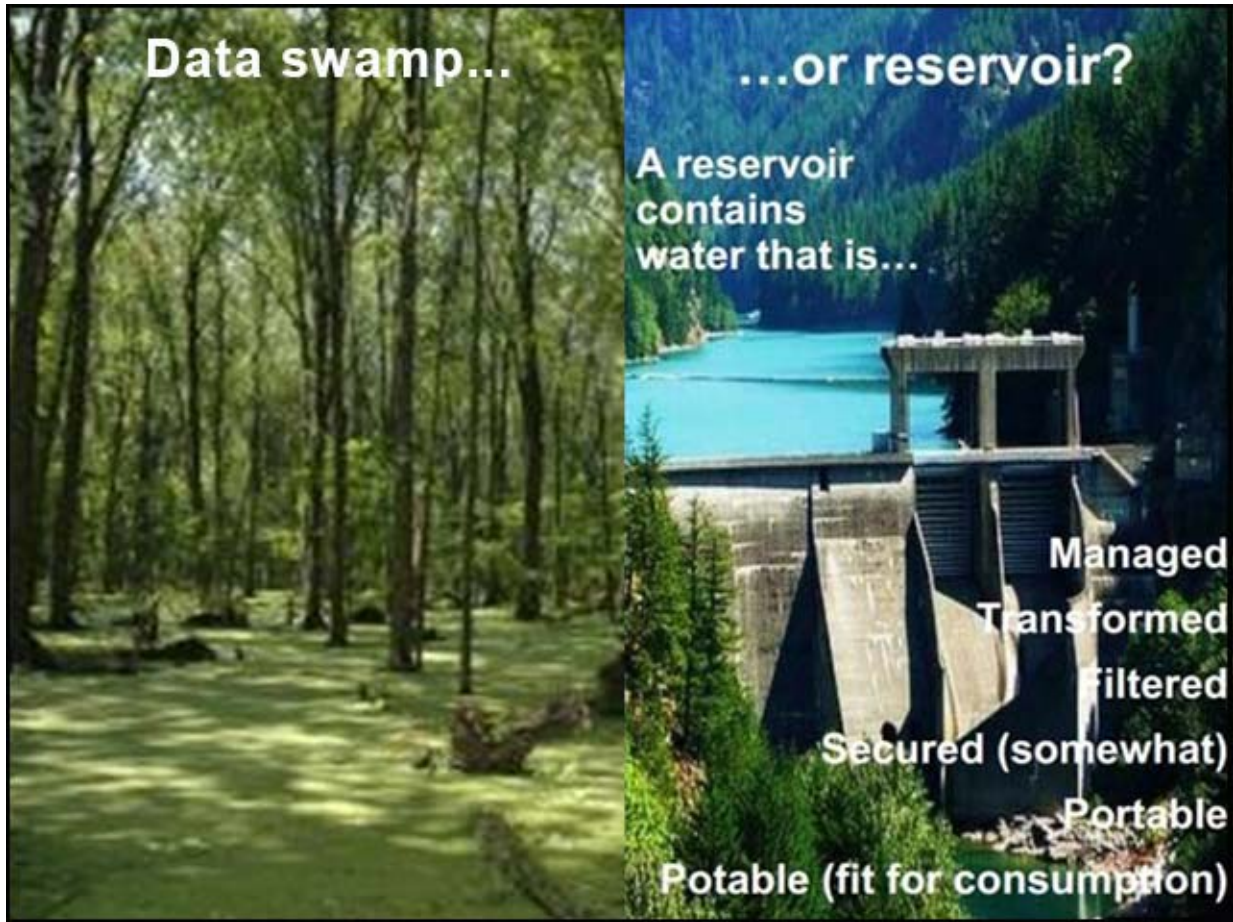 Data swamp...
...or reservoir?
A reservoir
contains
water that is...
Managed
Transformed
Filtered
Secured (somewhat)
Portable
Potable (fit for consumption)